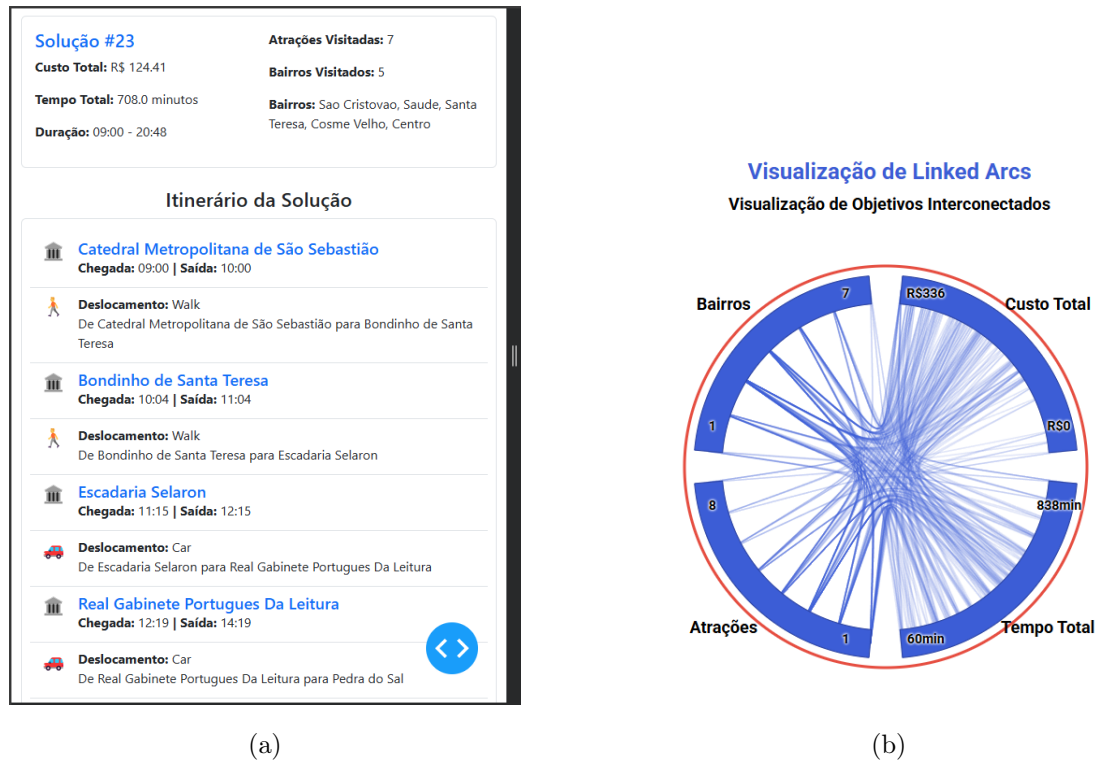 Solução #23
Custo Total: R$ 124.41
Tempo Total: 708.0 minutos
Duração: 09:00 - 20:48
Atrações Visitadas: 7
Bairros Visitados: 5
Bairros: Sao Cristovao, Saude, Santa
Teresa, Cosme Velho, Centro
Itinerário da Solução
Catedral Metropolitana de São Sebastião
Chegada: 09:00 | Saída: 10:00
Deslocamento: Walk
De Catedral Metropolitana de São Sebastião para Bondinho de Santa
Teresa
Bondinho de Santa Teresa
Chegada: 10:04 | Saída: 11:04
Deslocamento: Walk
De Bondinho de Santa Teresa para Escadaria Selaron
Escadaria Selaron
Chegada: 11:15 | Saída: 12:15
Deslocamento: Car
De Escadaria Selaron para Real Gabinete Portugues Da Leitura
Real Gabinete Portugues Da Leitura
Chegada: 12:19 | Saída: 14:19
Deslocamento: Car
De Real Gabinete Portugues Da Leitura para Pedra do Sal
(a)
Visualização de Linked Arcs
Visualização de Objetivos Interconectados
Bairros
7
R$336
Custo Total
1
R$0
8
838min
Atrações
1
60min
Tempo Total
(b)